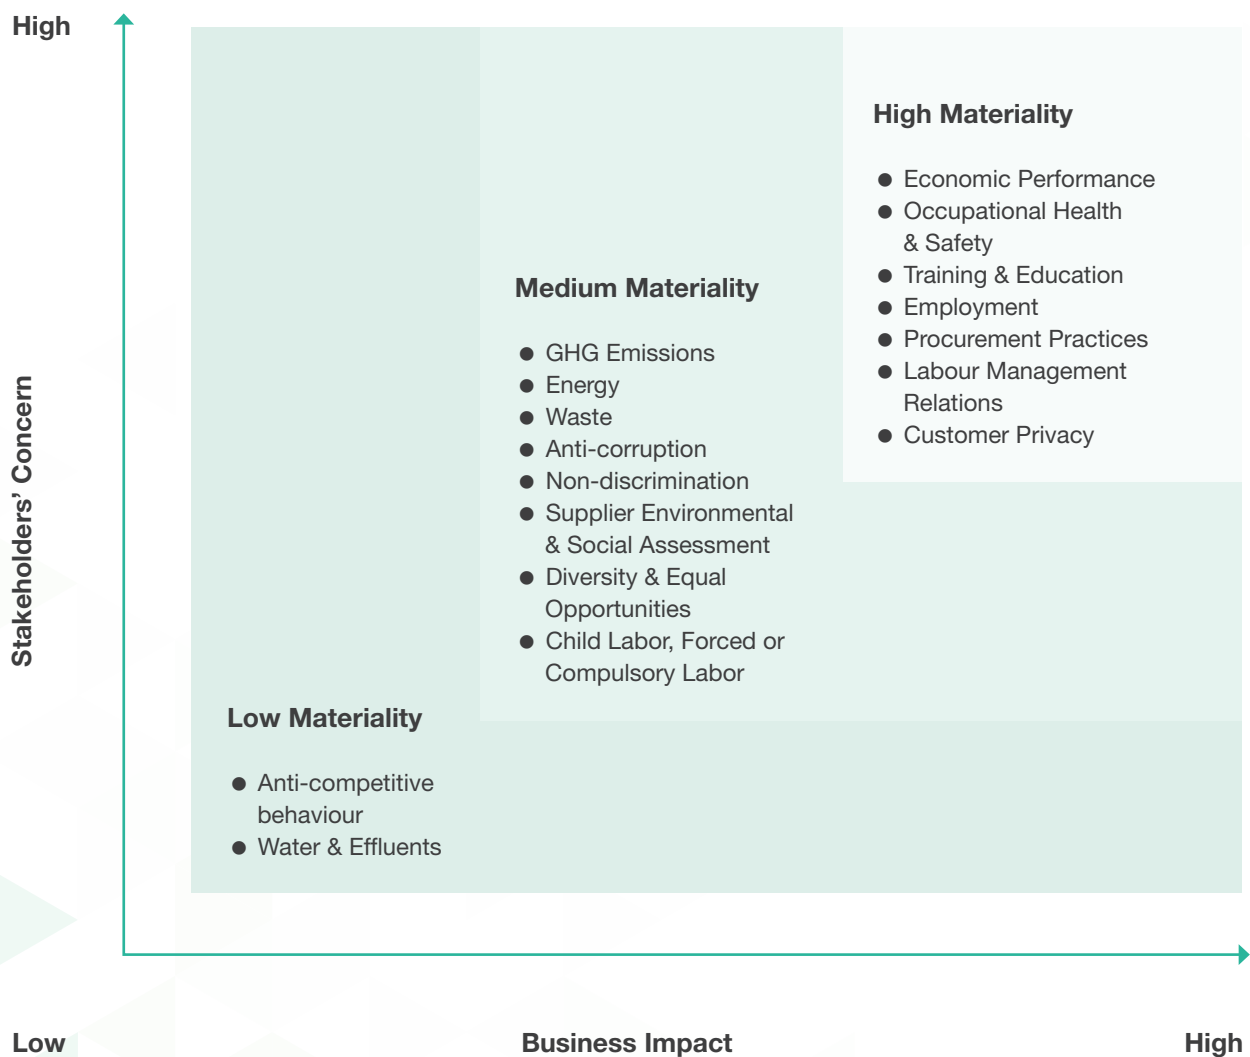 High
High Materiality
● Economic Performance
● Occupational Health
& Safety
● Training & Education
● Employment
● Procurement Practices
● Labour Management
Relations
● Customer Privacy
Medium Materiality
● GHG Emissions
● Energy
● Waste
● Anti-corruption
● Non-discrimination
● Supplier Environmental
& Social Assessment
● Diversity & Equal
Opportunities
● Child Labor, Forced or
Compulsory Labor
Low Materiality
● Anti-competitive
behaviour
● Water & Effluents
Stakeholders’ Concern
Low
Business Impact
High